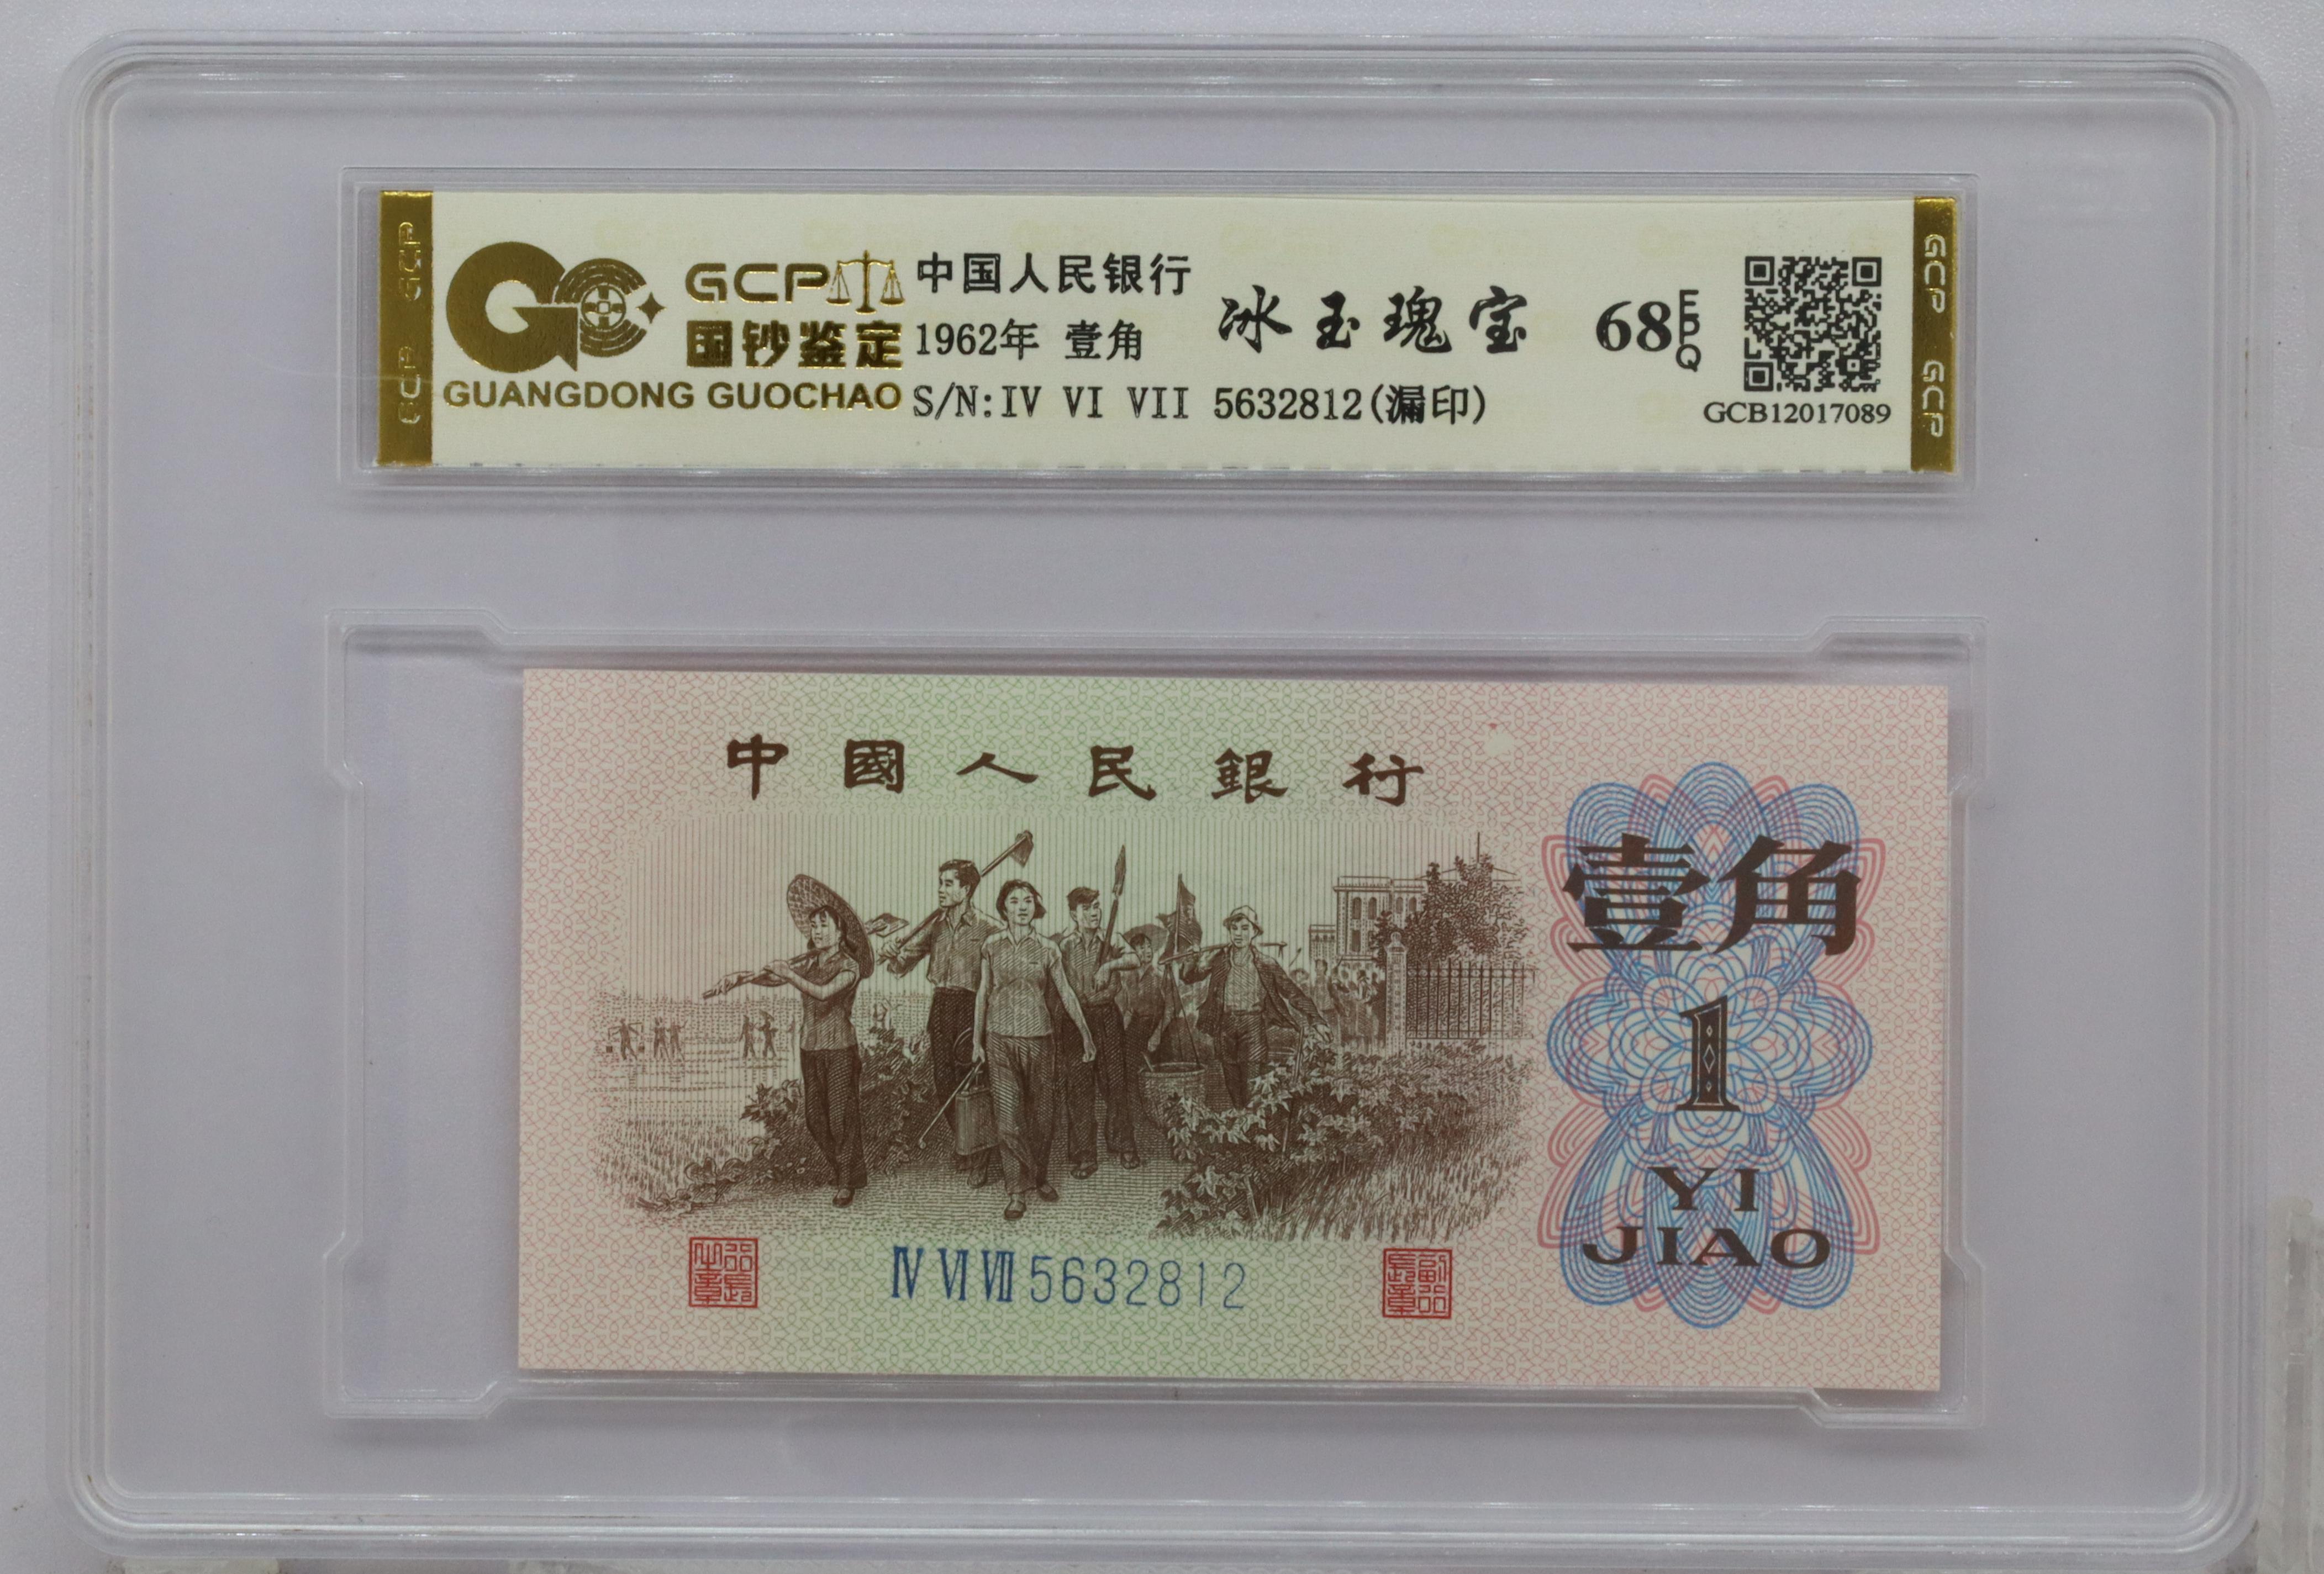 GCP GCP
GCP
国钞鉴定
GUANGDONG GUOCHAO
中国人民银行
1962年 壹角
S/N:IV VI VII 5632812(漏印)
冰玉瑰宝
68 EPQ
GCB12017089
GCP GCP
中國人民銀行
壹角
1
YI
JIAO
Ⅳ Ⅵ Ⅶ 5632812